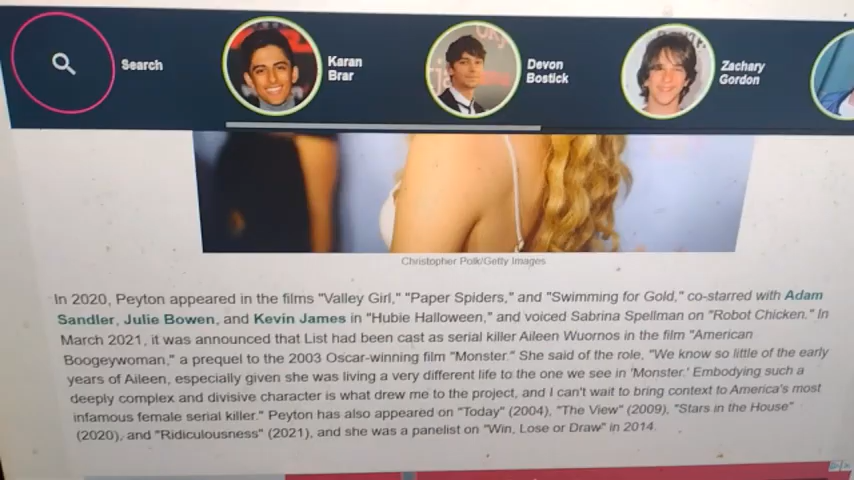 Search
Karan
Brar
Devon
Bostick
Zachary
Gordon
Christopher Polk/Getty Images
In 2020, Peyton appeared in the films "Valley Girl," "Paper Spiders," and "Swimming for Gold," co-starred with Adam
Sandler, Julie Bowen, and Kevin James in "Hubie Halloween," and voiced Sabrina Spellman on "Robot Chicken." In
March 2021, it was announced that List had been cast as serial killer Aileen Wuornos in the film "American
Boogeywoman," a prequel to the 2003 Oscar-winning film "Monster." She said of the role, "We know so little of the early
years of Aileen, especially given she was living a very different life to the one we see in 'Monster.' Embodying such a
deeply complex and divisive character is what drew me to the project, and I can't wait to bring context to America's most
infamous female serial killer." Peyton has also appeared on "Today" (2004), "The View" (2009), "Stars in the House"
(2020), and "Ridiculousness" (2021), and she was a panelist on "Win, Lose or Draw" in 2014.